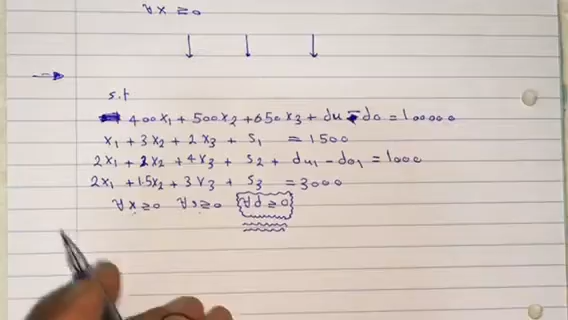 ∀x ≥ 0
s.t
400x₁ + 500x₂ + 650x₃ + du - do = 100000
x₁ + 3x₂ + 2x₃ + s₁ = 1500
2x₁ + 2x₂ + 4x₃ + s₂ + du₁ - do₁ = 1000
2x₁ + 1.5x₂ + 3x₃ + s₃ = 3000
∀x ≥ 0 ∀s ≥ 0 ∀d ≥ 0